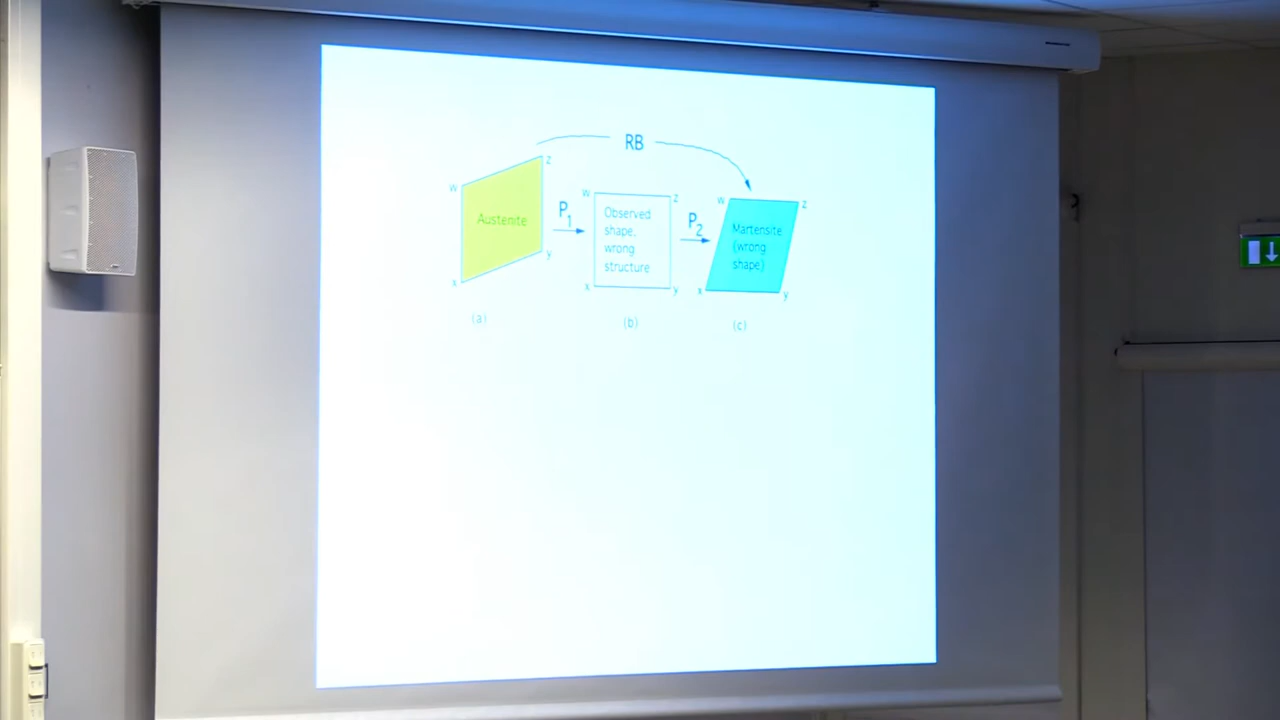 RB
w
z
Austenite
x
y
P1
w
z
Observed
shape,
wrong
structure
x
y
P2
w
z
Martensite
(wrong
shape)
x
y
(a)
(b)
(c)